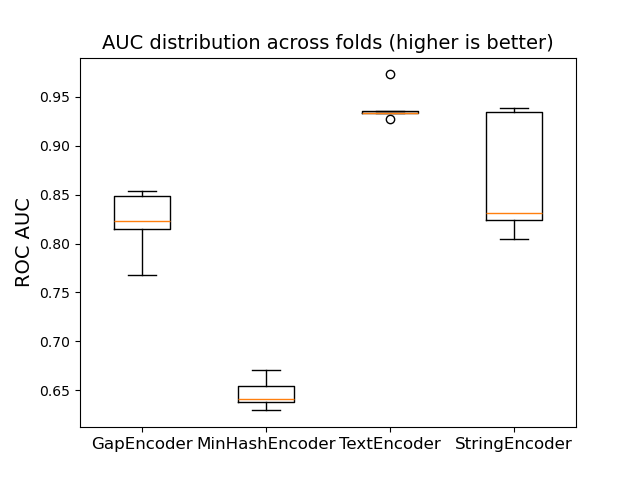 AUC distribution across folds (higher is better)
ROC AUC
0.95
0.90
0.85
0.80
0.75
0.70
0.65
GapEncoder MinHashEncoder TextEncoder StringEncoder